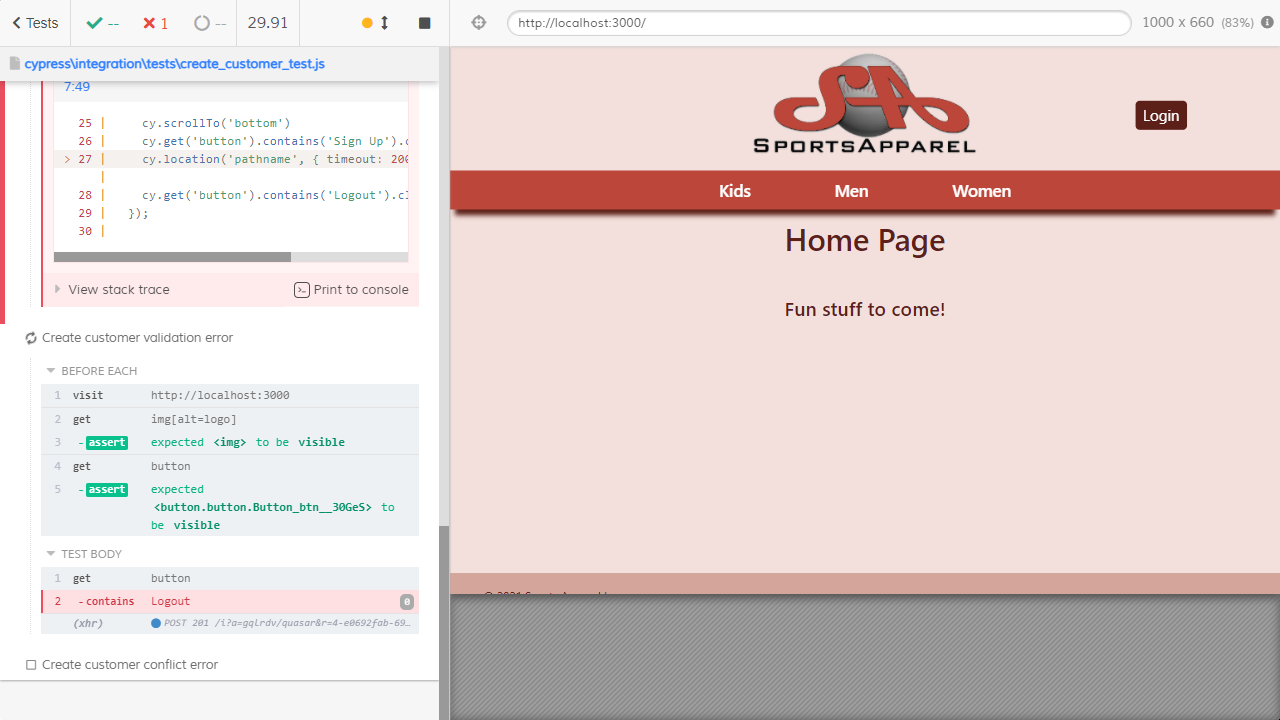 Tests
--
1
--
29.91
http://localhost:3000/
1000 x 660 (83%)
cypress\integration\tests\create_customer_test.js
7:49
25 | cy.scrollTo('bottom')
26 | cy.get('button').contains('Sign Up').c
> 27 | cy.location('pathname', { timeout: 200
|
28 | cy.get('button').contains('Logout').cl
29 | });
30 |
View stack trace
Print to console
Create customer validation error
BEFORE EACH
1 visit http://localhost:3000
2 get img[alt=logo]
3 -assert expected <img> to be visible
4 get button
5 -assert expected
<button.button.Button_btn__30GeS> to
be visible
TEST BODY
1 get button
2 -contains Logout 0
(xhr) POST 201 /i?a=gqlrdv/quasar&r=4-e0692fab-69…
Create customer conflict error
SA
SPORTSAPPAREL
Login
Kids
Men
Women
Home Page
Fun stuff to come!